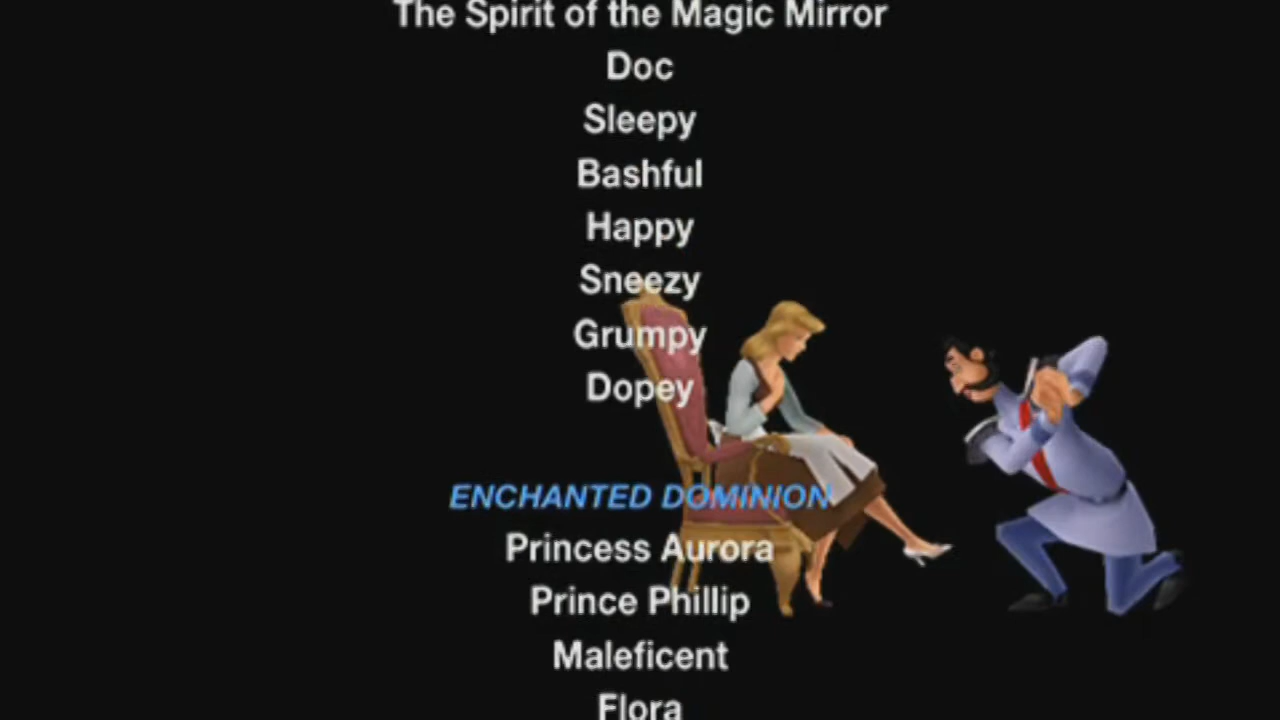 The Spirit of the Magic Mirror
Doc
Sleepy
Bashful
Happy
Sneezy
Grumpy
Dopey
ENCHANTED DOMINION
Princess Aurora
Prince Phillip
Maleficent
Flora